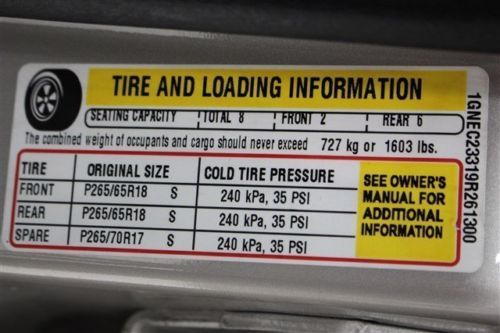 TIRE AND LOADING INFORMATION
SEATING CAPACITY TOTAL 8 FRONT 2 REAR 6
The combined weight of occupants and cargo should never exceed 727 kg or 1603 lbs.
TIRE ORIGINAL SIZE COLD TIRE PRESSURE
FRONT P265/65R18 S 240 kPa, 35 PSI
REAR P265/65R18 S 240 kPa, 35 PSI
SPARE P265/70R17 S 240 kPa, 35 PSI
SEE OWNER'S
MANUAL FOR
ADDITIONAL
INFORMATION
1GNEC23319R261300